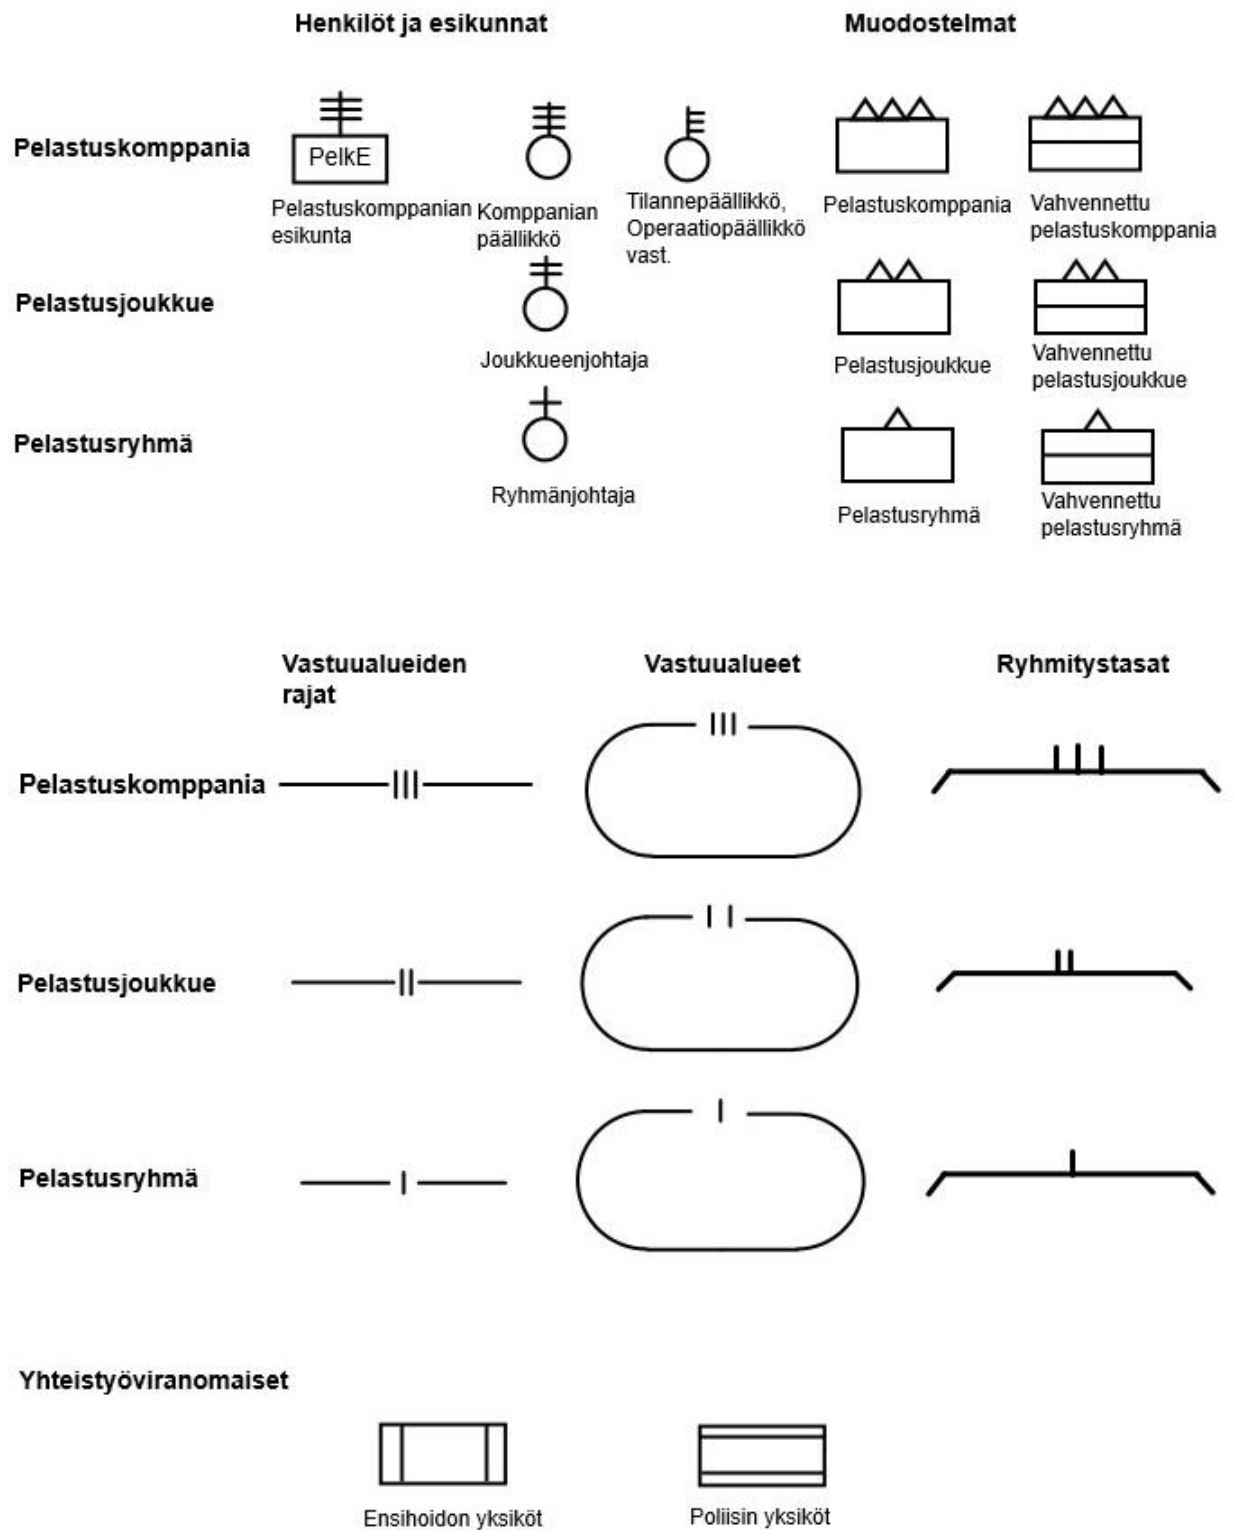 Henkilöt ja esikunnat
Muodostelmat
Pelastuskomppania
PelkE
Pelastuskomppanian
esikunta
Komppanian
päällikkö
Tilannepäällikkö,
Operaatiopäällikkö
vast.
Pelastuskomppania
Vahvennettu
pelastuskomppania
Pelastusjoukkue
Joukkueenjohtaja
Pelastusjoukkue
Vahvennettu
pelastusjoukkue
Pelastusryhmä
Ryhmänjohtaja
Pelastusryhmä
Vahvennettu
pelastusryhmä
Vastuualueiden
rajat
Vastuualueet
Ryhmitystasat
Pelastuskomppania
Pelastusjoukkue
Pelastusryhmä
Yhteistyöviranomaiset
Ensihoidon yksiköt
Poliisin yksiköt